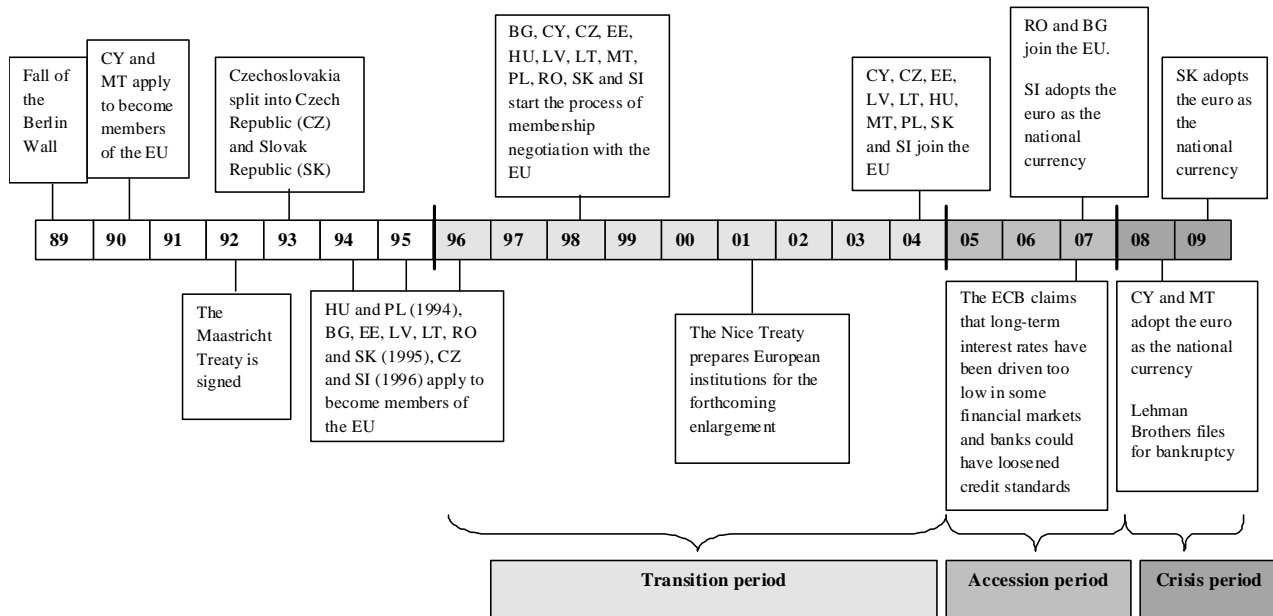 Fall of
the
Berlin
Wall
CY and
MT apply
to become
members
of the EU
Czechoslovakia
split into Czech
Republic (CZ)
and Slovak
Republic (SK)
BG, CY, CZ, EE,
HU, LV, LT, MT,
PL, RO, SK and SI
start the process of
membership
negotiation with the
EU
CY, CZ, EE,
LV, LT, HU,
MT, PL, SK
and SI join the
EU
RO and BG
join the EU.
SI adopts the
euro as the
national
currency
SK adopts
the euro as
the
national
currency
89 90 91 92 93 94 95 96 97 98 99 00 01 02 03 04 05 06 07 08 09
The
Maastricht
Treaty is
signed
HU and PL (1994),
BG, EE, LV, LT, RO
and SK (1995), CZ
and SI (1996) apply to
become members of
the EU
The Nice Treaty
prepares European
institutions for the
forthcoming
enlargement
The ECB claims
that long-term
interest rates have
been driven too
low in some
financial markets
and banks could
have loosened
credit standards
CY and MT
adopt the euro
as the national
currency
Lehman
Brothers files
for bankruptcy
Transition period
Accession period
Crisis period